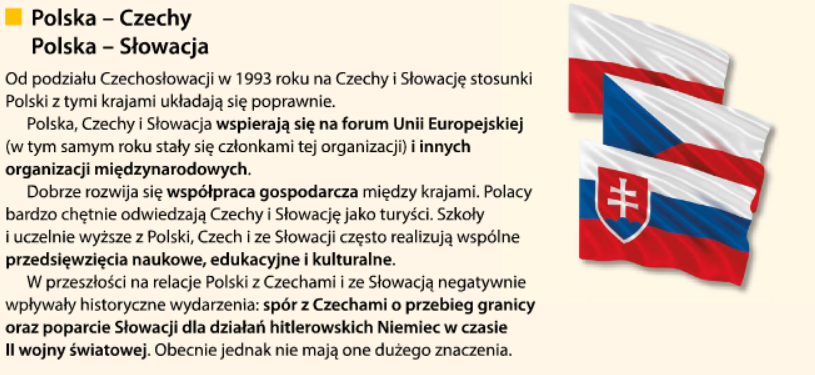 Polska – Czechy
Polska – Słowacja
Od podziału Czechosłowacji w 1993 roku na Czechy i Słowację stosunki
Polski z tymi krajami układają się poprawnie.
Polska, Czechy i Słowacja wspierają się na forum Unii Europejskiej
(w tym samym roku stały się członkami tej organizacji) i innych
organizacji międzynarodowych.
Dobrze rozwija się współpraca gospodarcza między krajami. Polacy
bardzo chętnie odwiedzają Czechy i Słowację jako turyści. Szkoły
i uczelnie wyższe z Polski, Czech i ze Słowacji często realizują wspólne
przedsięwzięcia naukowe, edukacyjne i kulturalne.
W przeszłości na relacje Polski z Czechami i ze Słowacją negatywnie
wpływały historyczne wydarzenia: spór z Czechami o przebieg granicy
oraz poparcie Słowacji dla działań hitlerowskich Niemiec w czasie
II wojny światowej. Obecnie jednak nie mają one dużego znaczenia.